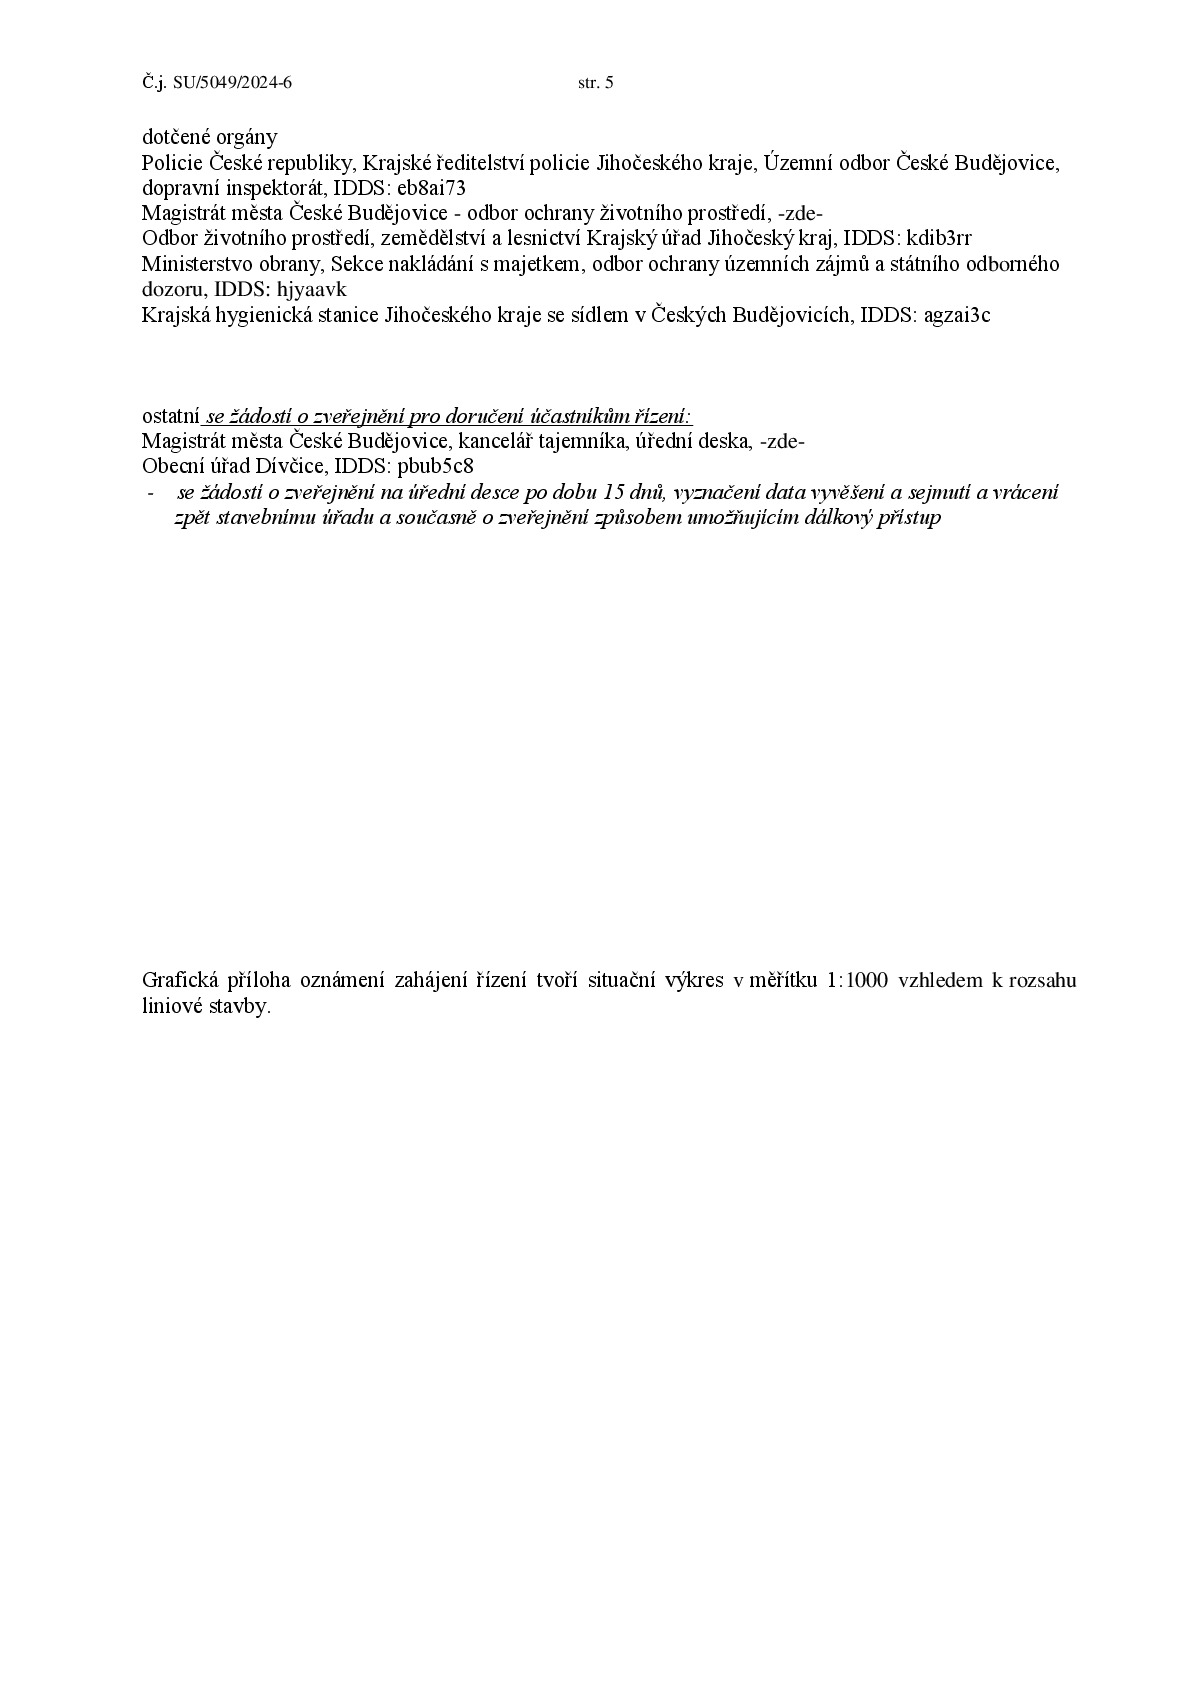 Č.j. SU/5049/2024-6 str. 5
dotčené orgány
Policie České republiky, Krajské ředitelství policie Jihočeského kraje, Územní odbor České Budějovice,
dopravní inspektorát, IDDS: eb8ai73
Magistrát města České Budějovice - odbor ochrany životního prostředí, -zde-
Odbor životního prostředí, zemědělství a lesnictví Krajský úřad Jihočeský kraj, IDDS: kdib3rr
Ministerstvo obrany, Sekce nakládání s majetkem, odbor ochrany územních zájmů a státního odborného
dozoru, IDDS: hjyaavk
Krajská hygienická stanice Jihočeského kraje se sídlem v Českých Budějovicích, IDDS: agzai3c
ostatní se žádostí o zveřejnění pro doručení účastníkům řízení:
Magistrát města České Budějovice, kancelář tajemníka, úřední deska, -zde-
Obecní úřad Dívčice, IDDS: pbub5c8
- se žádostí o zveřejnění na úřední desce po dobu 15 dnů, vyznačení data vyvěšení a sejmutí a vrácení
zpět stavebnímu úřadu a současně o zveřejnění způsobem umožňujícím dálkový přístup
Grafická příloha oznámení zahájení řízení tvoří situační výkres v měřítku 1:1000 vzhledem k rozsahu
liniové stavby.